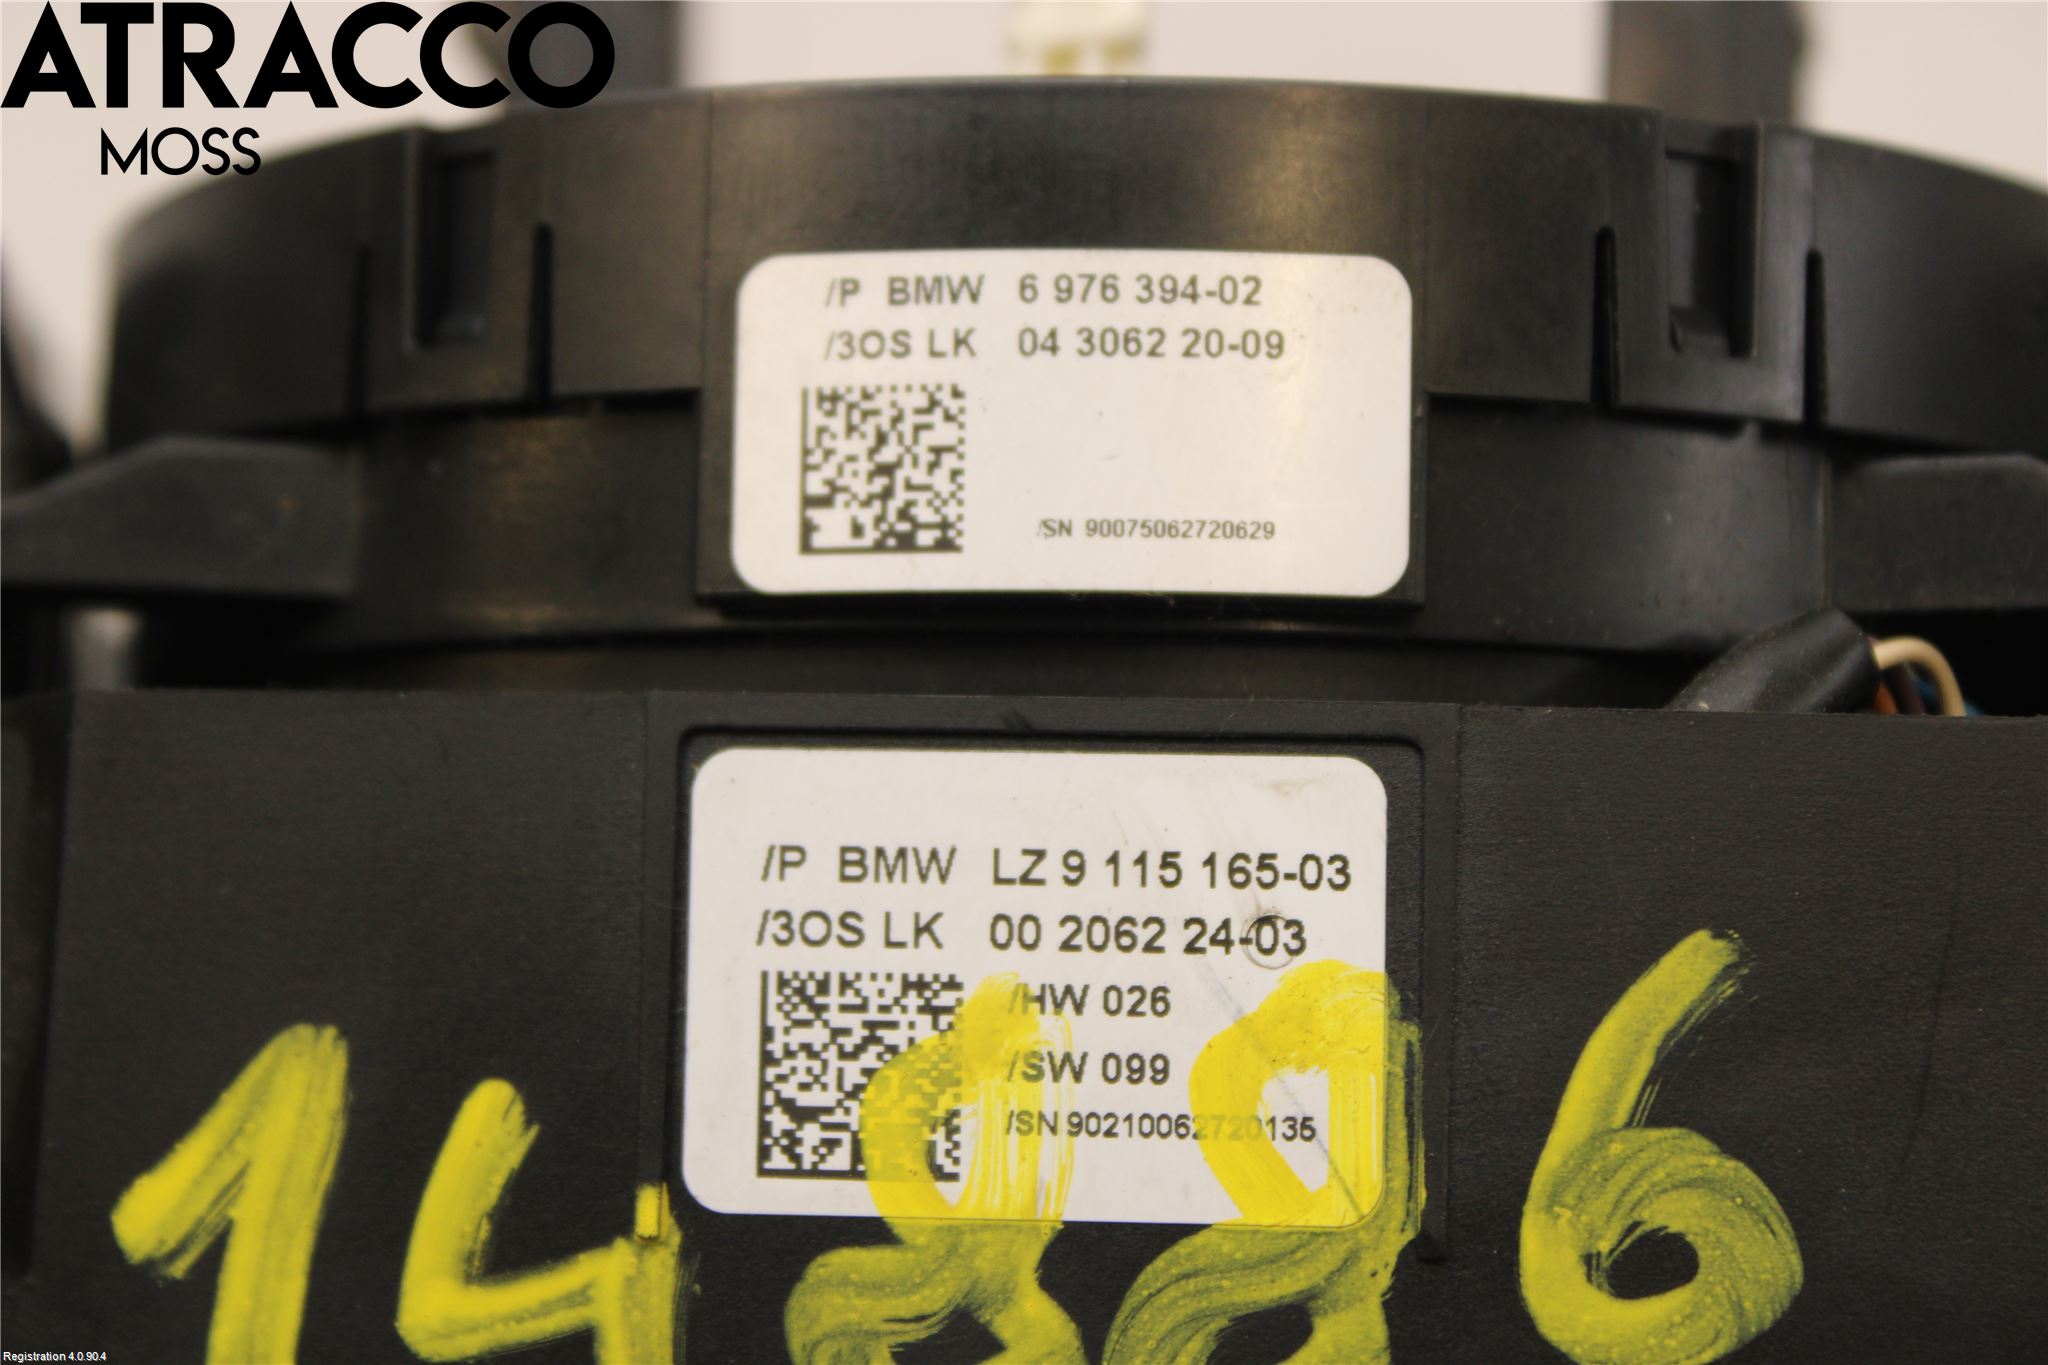 ATRACCO
MOSS
/P BMW 6 976 394-02
/3OS LK 04 3062 20-09
/SN 90075062720629
/P BMW LZ 9 115 165-03
/3OS LK 00 2062 24-03
/HW 026
/SW 099
/SN 90210062720135
14886
Registration 4.0.90.4